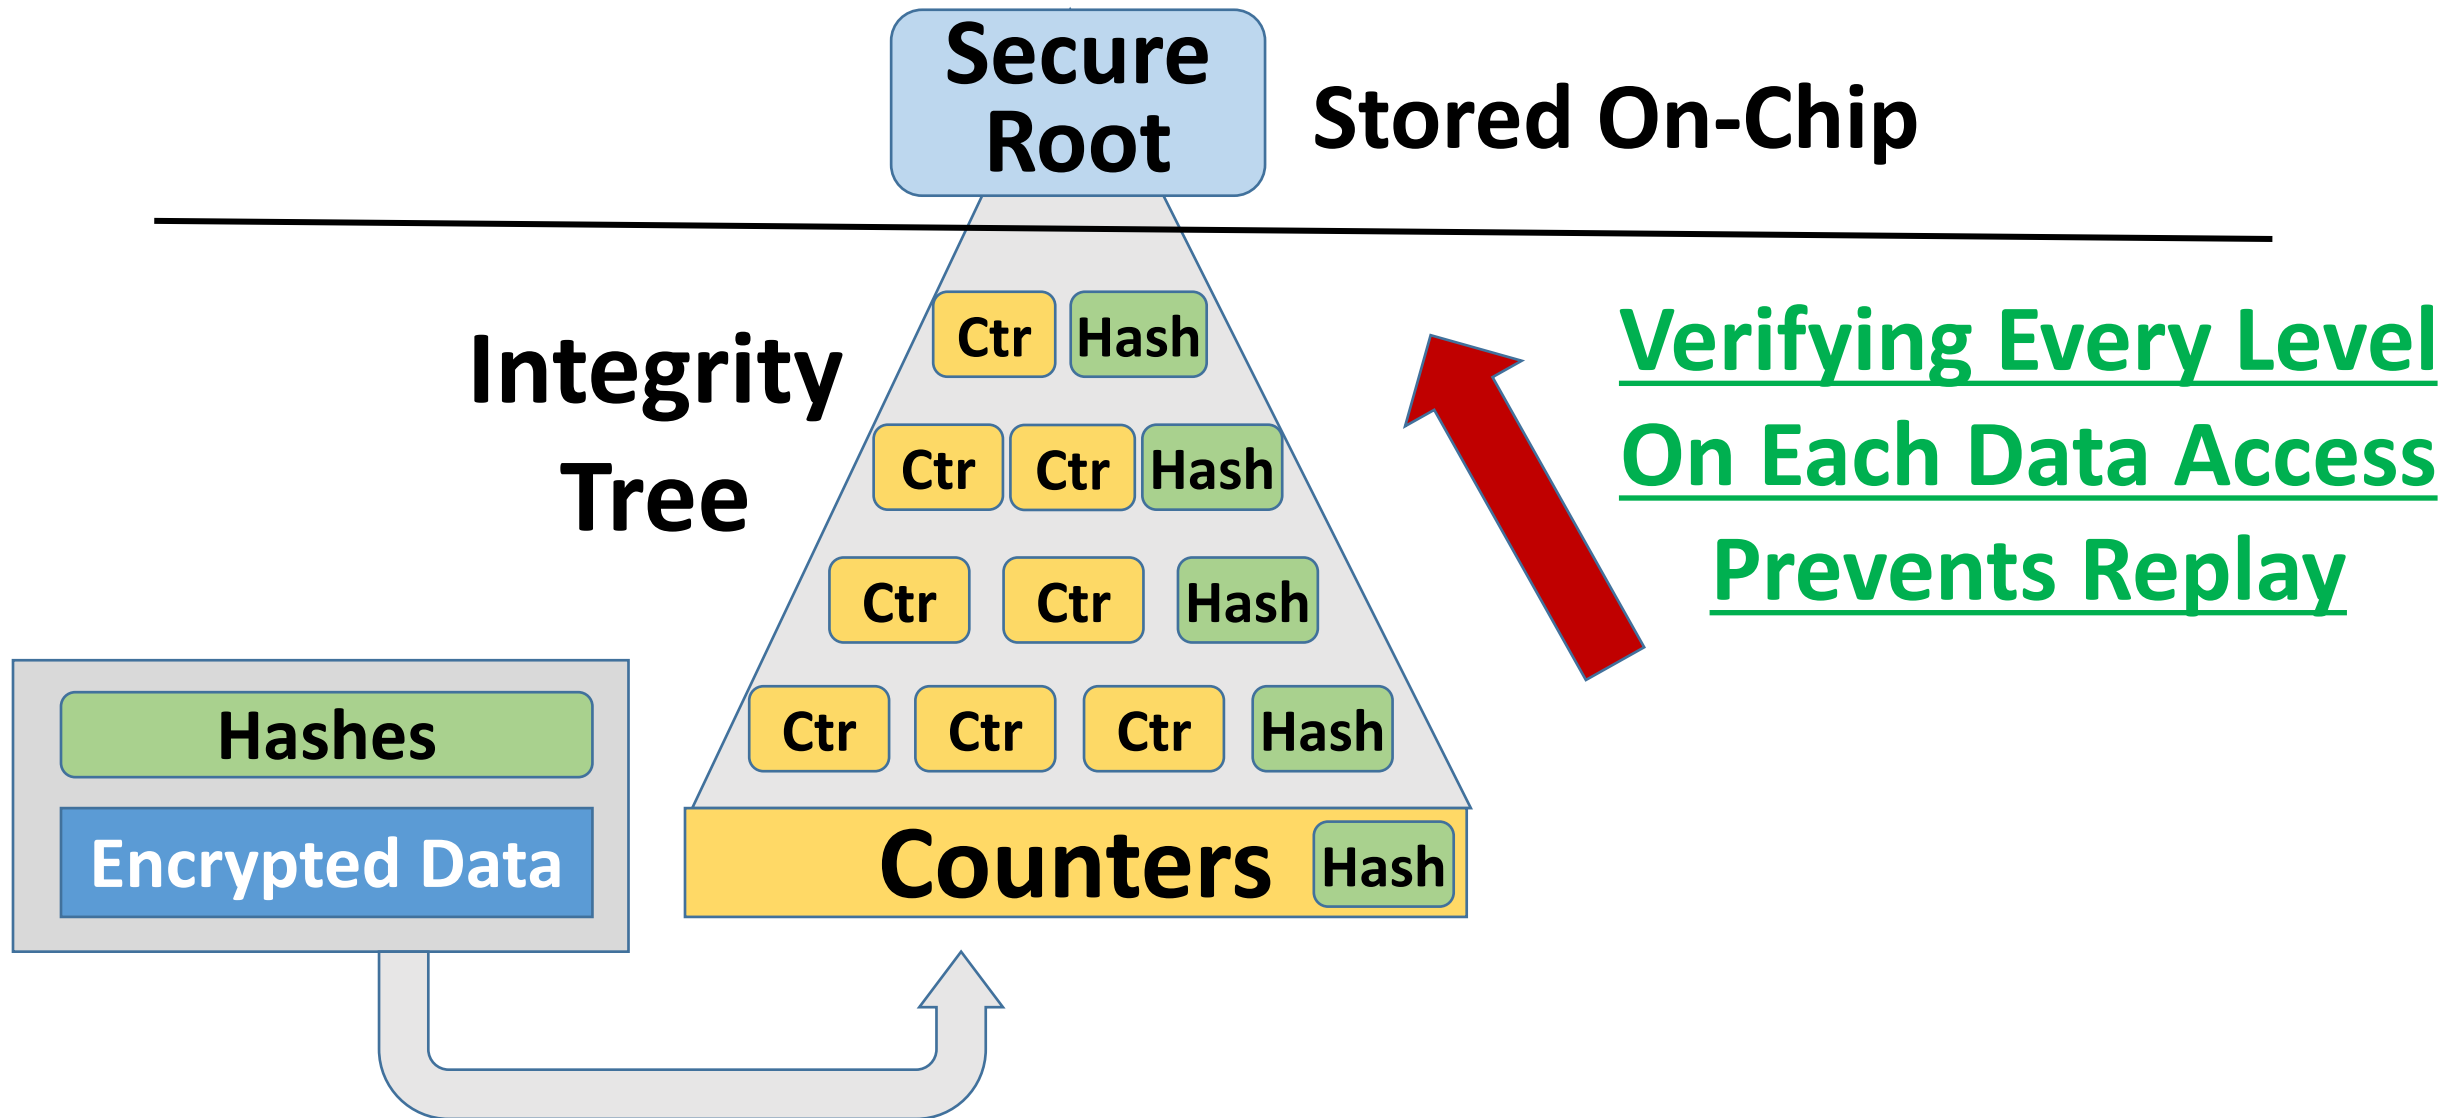 Secure
Root
Stored On-Chip
Integrity
Tree
Ctr Hash
Ctr Ctr Hash
Ctr Ctr Hash
Ctr Ctr Ctr Hash
Counters Hash
Verifying Every Level
On Each Data Access
Prevents Replay
Hashes
Encrypted Data